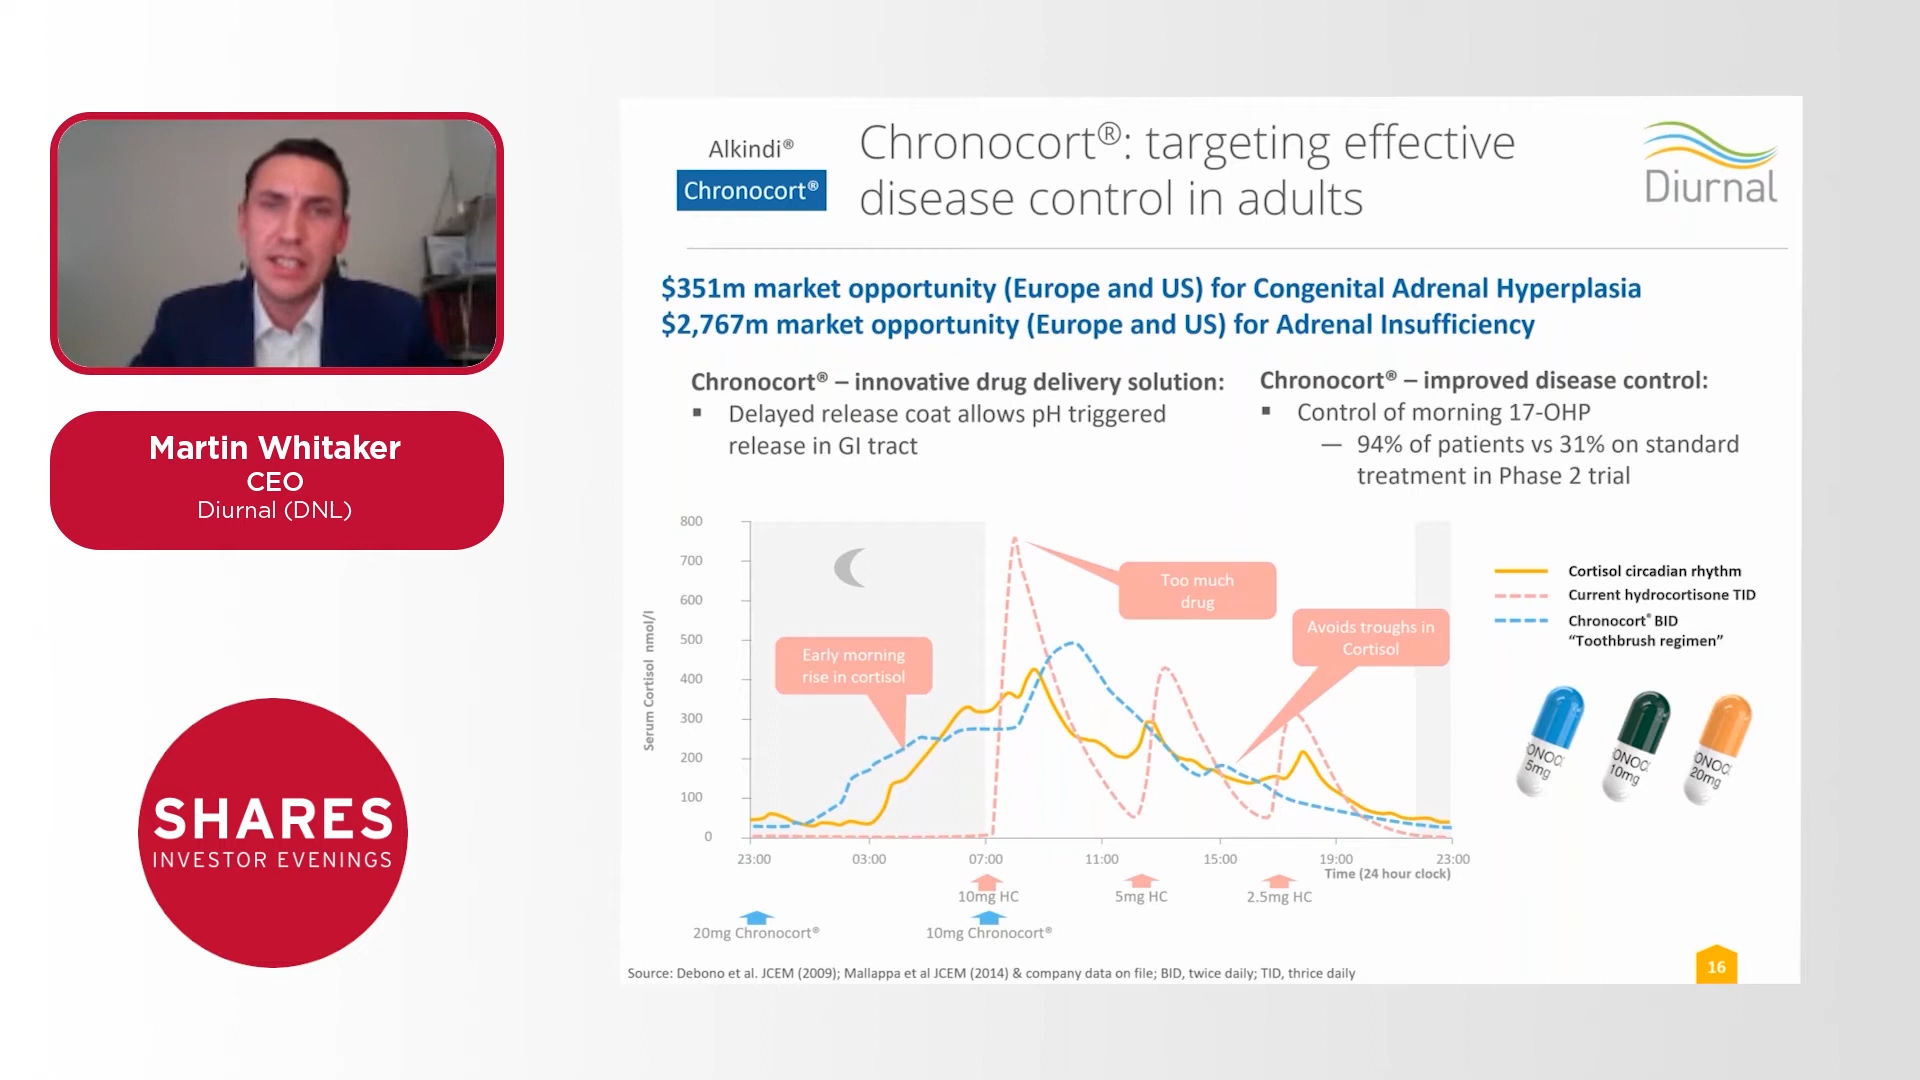 Martin Whitaker
CEO
Diurnal (DNL)
SHARES
INVESTOR EVENINGS
Alkindi®
Chronocort®
Chronocort®: targeting effective
disease control in adults
Diurnal
$351m market opportunity (Europe and US) for Congenital Adrenal Hyperplasia
$2,767m market opportunity (Europe and US) for Adrenal Insufficiency
Chronocort® – innovative drug delivery solution:
▪ Delayed release coat allows pH triggered
release in GI tract
Chronocort® – improved disease control:
▪ Control of morning 17-OHP
— 94% of patients vs 31% on standard
treatment in Phase 2 trial
Serum Cortisol nmol/l
800
700
600
500
400
300
200
100
0
Early morning
rise in cortisol
Too much
drug
Avoids troughs in
Cortisol
23:00 03:00 07:00 11:00 15:00 19:00 23:00
Time (24 hour clock)
10mg HC 5mg HC 2.5mg HC
20mg Chronocort® 10mg Chronocort®
Cortisol circadian rhythm
Current hydrocortisone TID
Chronocort® BID
“Toothbrush regimen”
ONOC
5mg
ONOC
10mg
ONOC
20mg
Source: Debono et al. JCEM (2009); Mallappa et al JCEM (2014) & company data on file; BID, twice daily; TID, thrice daily
16